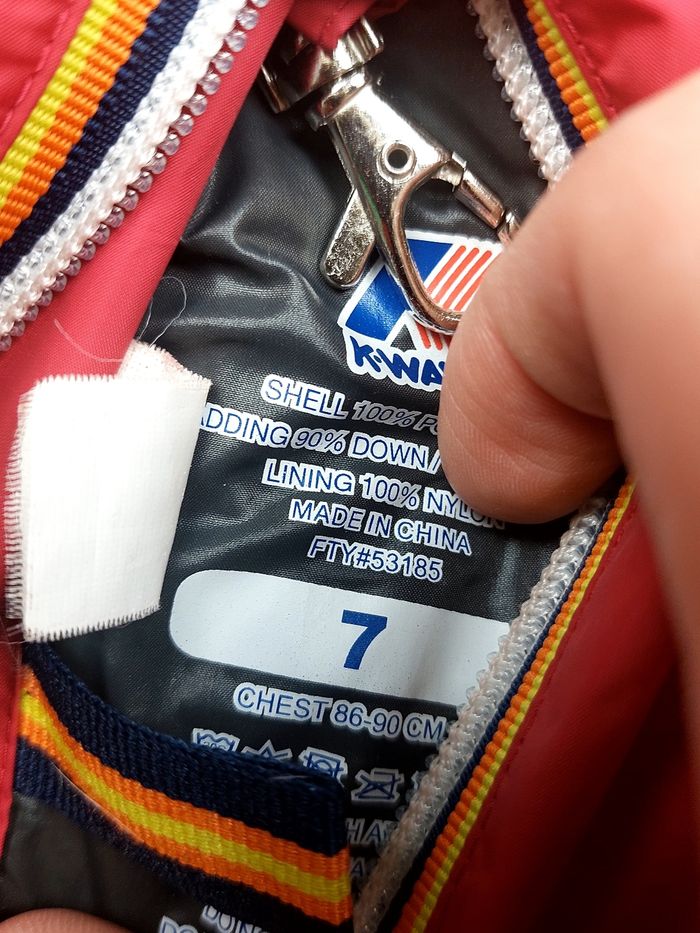 K-WA
SHELL 100% P
ADDING 90% DOWN /
LINING 100% NYLON
MADE IN CHINA
FTY#53185
7
CHEST 86-90 CM